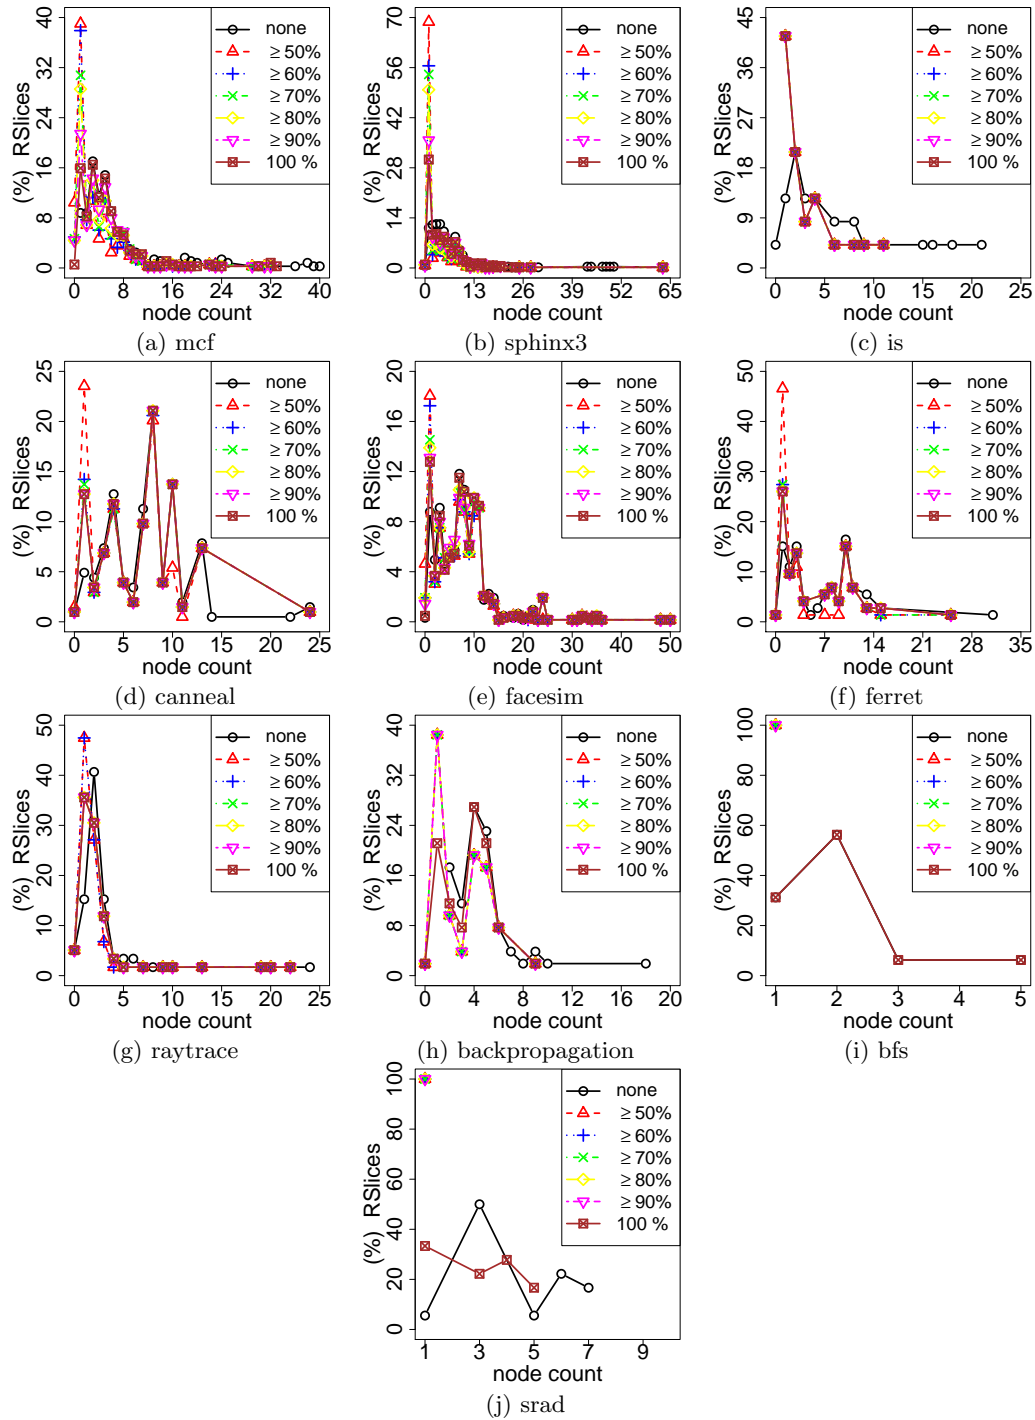 (%) RSlices
0 8 16 24 32 40
none
≥ 50%
≥ 60%
≥ 70%
≥ 80%
≥ 90%
100 %
0 8 16 24 32 40
node count
(a) mcf
(%) RSlices
0 14 28 42 56 70
none
≥ 50%
≥ 60%
≥ 70%
≥ 80%
≥ 90%
100 %
0 13 26 39 52 65
node count
(b) sphinx3
(%) RSlices
0 9 18 27 36 45
none
≥ 50%
≥ 60%
≥ 70%
≥ 80%
≥ 90%
100 %
0 5 10 15 20 25
node count
(c) is
(%) RSlices
0 5 10 15 20 25
none
≥ 50%
≥ 60%
≥ 70%
≥ 80%
≥ 90%
100 %
0 5 10 15 20 25
node count
(d) canneal
(%) RSlices
0 4 8 12 16 20
none
≥ 50%
≥ 60%
≥ 70%
≥ 80%
≥ 90%
100 %
0 10 20 30 40 50
node count
(e) facesim
(%) RSlices
0 10 20 30 40 50
none
≥ 50%
≥ 60%
≥ 70%
≥ 80%
≥ 90%
100 %
0 7 14 21 28 35
node count
(f) ferret
(%) RSlices
0 10 20 30 40 50
none
≥ 50%
≥ 60%
≥ 70%
≥ 80%
≥ 90%
100 %
0 5 10 15 20 25
node count
(g) raytrace
(%) RSlices
0 8 16 24 32 40
none
≥ 50%
≥ 60%
≥ 70%
≥ 80%
≥ 90%
100 %
0 4 8 12 16 20
node count
(h) backpropagation
(%) RSlices
0 20 40 60 80 100
none
≥ 50%
≥ 60%
≥ 70%
≥ 80%
≥ 90%
100 %
1 2 3 4 5
node count
(i) bfs
(%) RSlices
0 20 40 60 80 100
none
≥ 50%
≥ 60%
≥ 70%
≥ 80%
≥ 90%
100 %
1 3 5 7 9
node count
(j) srad